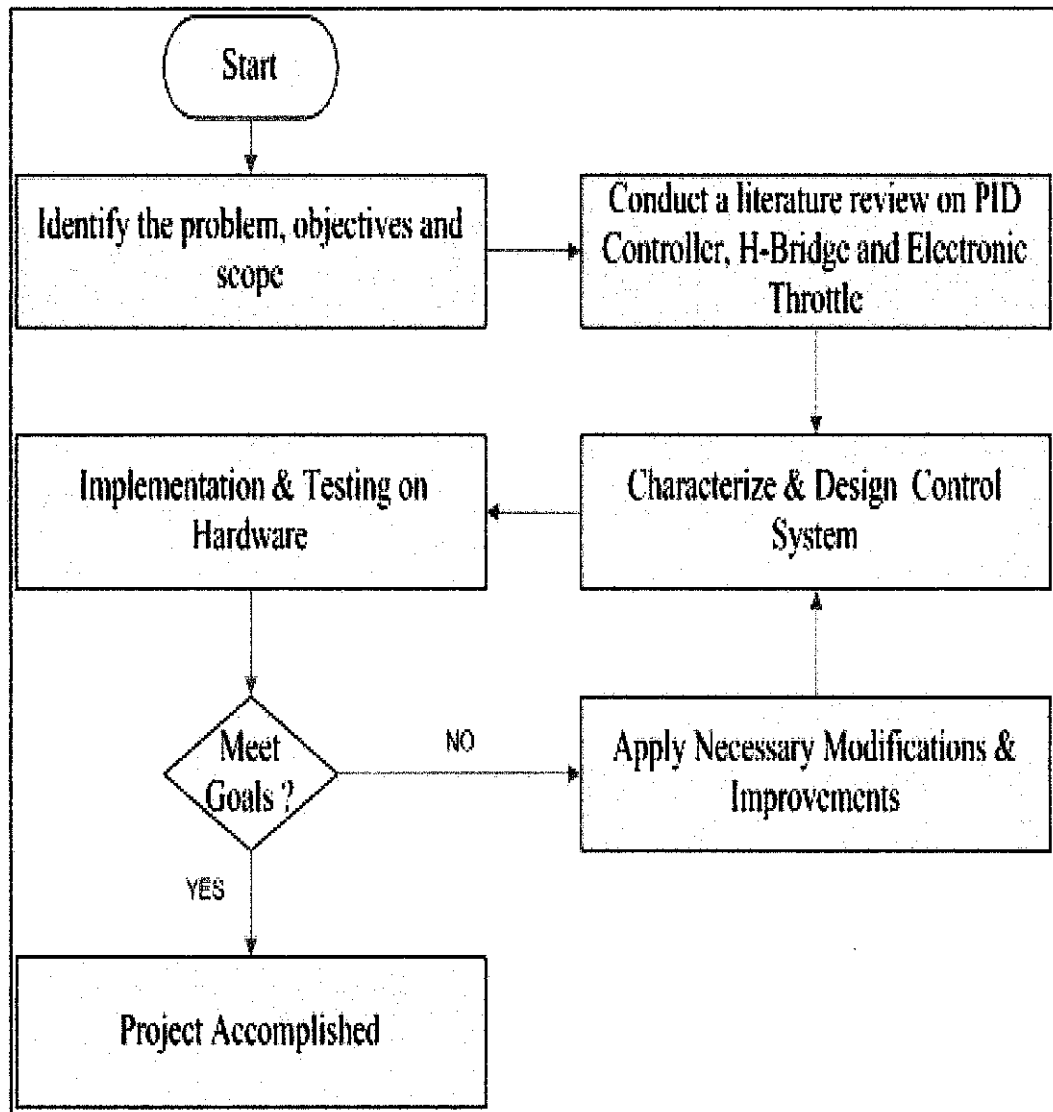 Start
Identify the problem, objectives and
scope
Conduct a literature review on PID
Controller, H-Bridge and Electronic
Throttle
Implementation & Testing on
Hardware
Characterize & Design Control
System
Meet
Goals ?
NO
Apply Necessary Modifications &
Improvements
YES
Project Accomplished